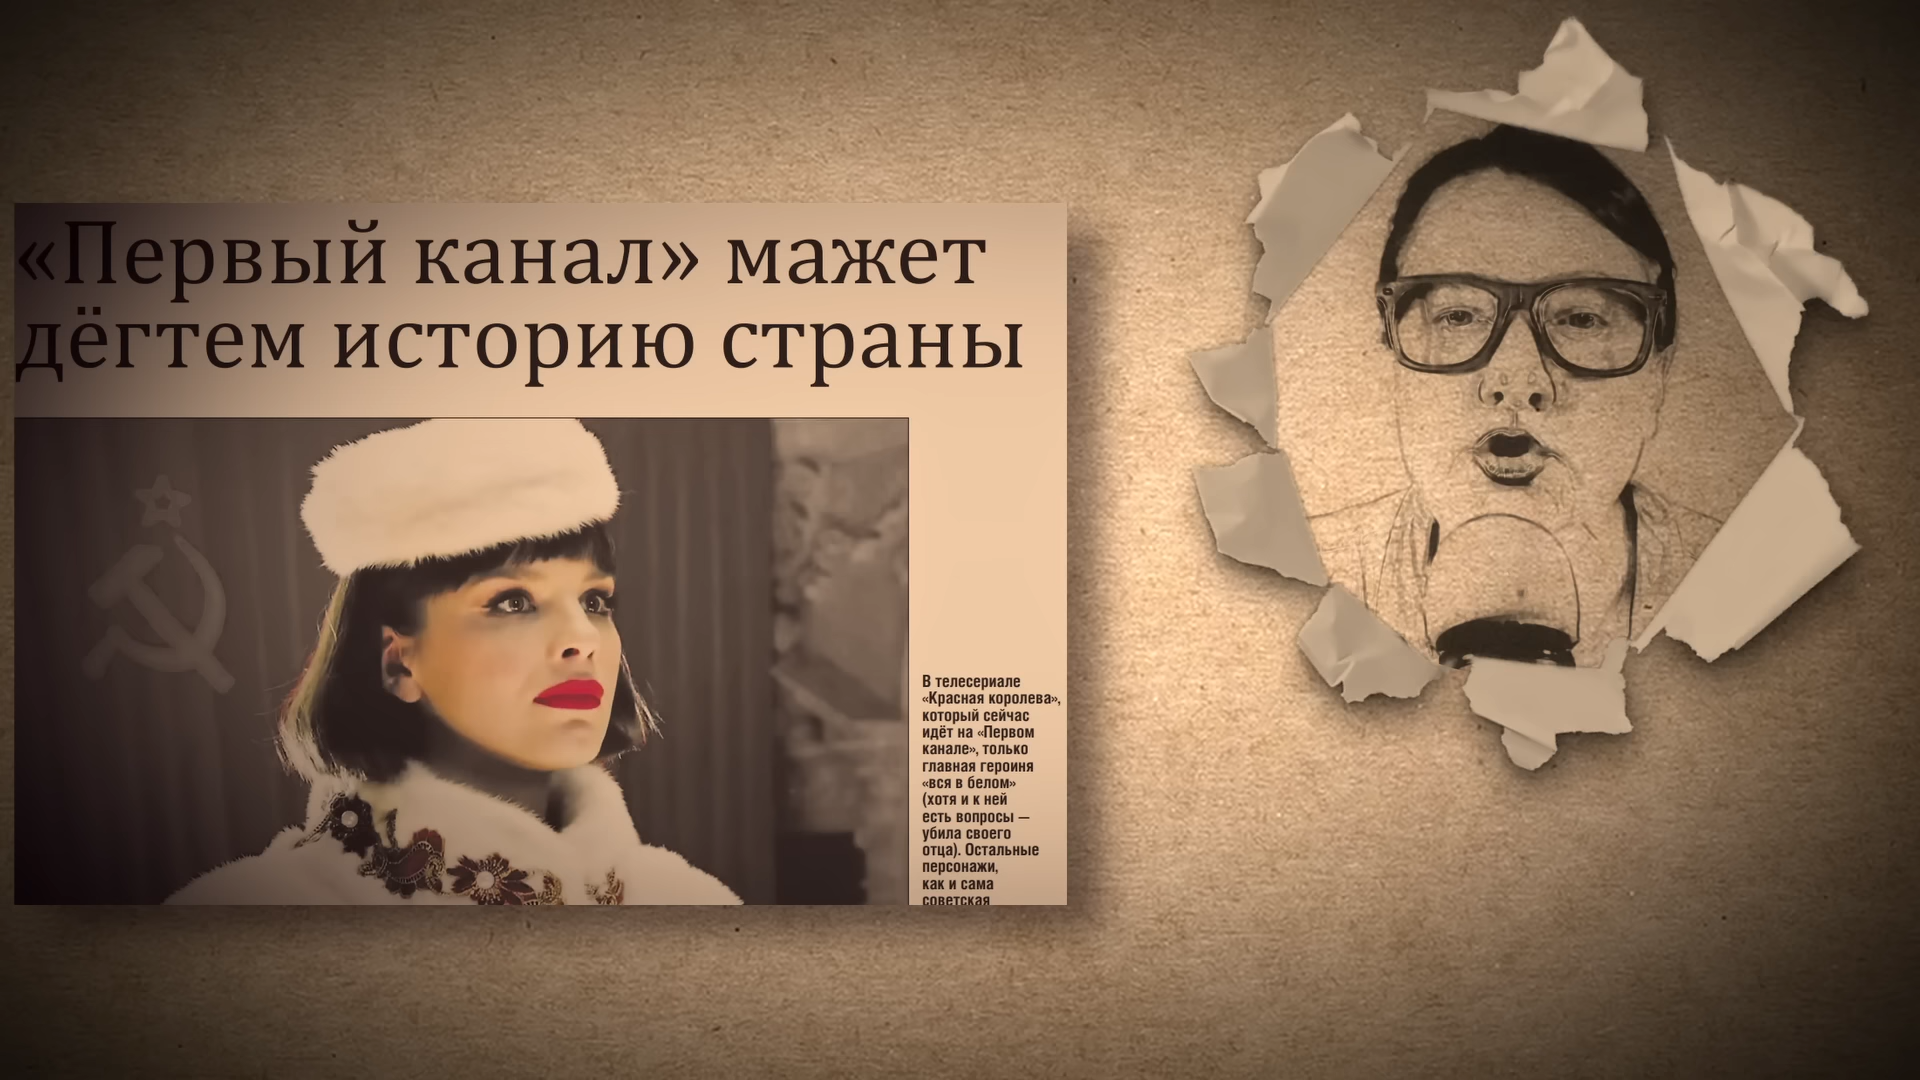 «Первый канал» мажет
дёгтем историю страны
В телесериале
«Красная королева»,
который сейчас
идёт на «Первом
канале», только
главная героиня
«вся в белом»
(хотя и к ней
есть вопросы —
убила своего
отца). Остальные
персонажи,
как и сама
советская